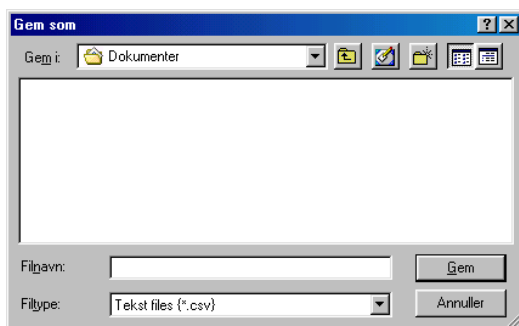 Gem som
Gem i: Dokumenter
Filnavn:
Gem
Filtype: Tekst files {*.csv}
Annuller